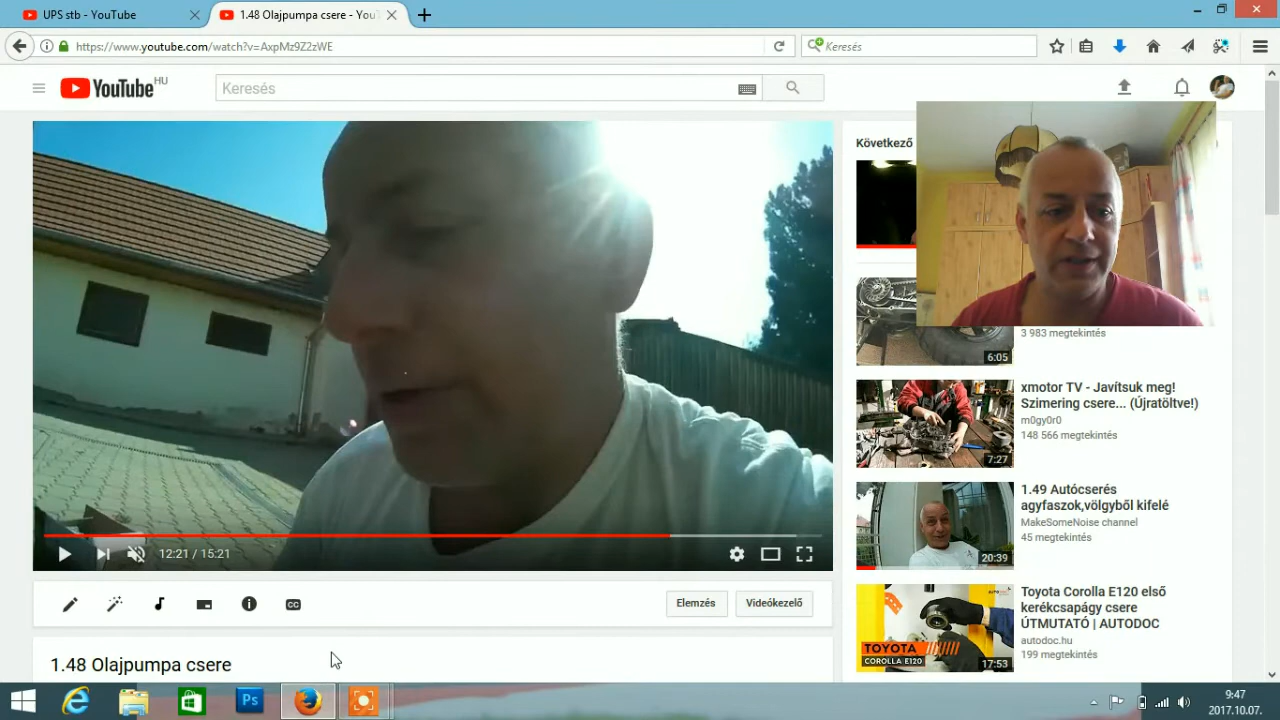 UPS stb - YouTube
1.48 Olajpumpa csere - You
https://www.youtube.com/watch?v=AxpMz9Z2zWE
Keresés
YouTube HU
Keresés
Következő
3 983 megtekintés
6:05
xmotor TV - Javítsuk meg!
Szimering csere... (Újratöltve!)
m0gy0r0
148 566 megtekintés
7:27
1.49 Autócserés
agyfaszok,völgyből kifelé
MakeSomeNoise channel
45 megtekintés
20:39
12:21 / 15:21
CC
Elemzés
Videókezelő
Toyota Corolla E120 első
kerékcsapágy csere
ÚTMUTATÓ | AUTODOC
autodoc.hu
199 megtekintés
TOYOTA
COROLLA E120
17:53
1.48 Olajpumpa csere
Ps
9:47
2017.10.07.